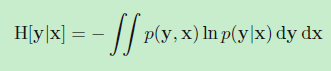 H[y|x] = − ∬ p(y, x) ln p(y|x) dy dx